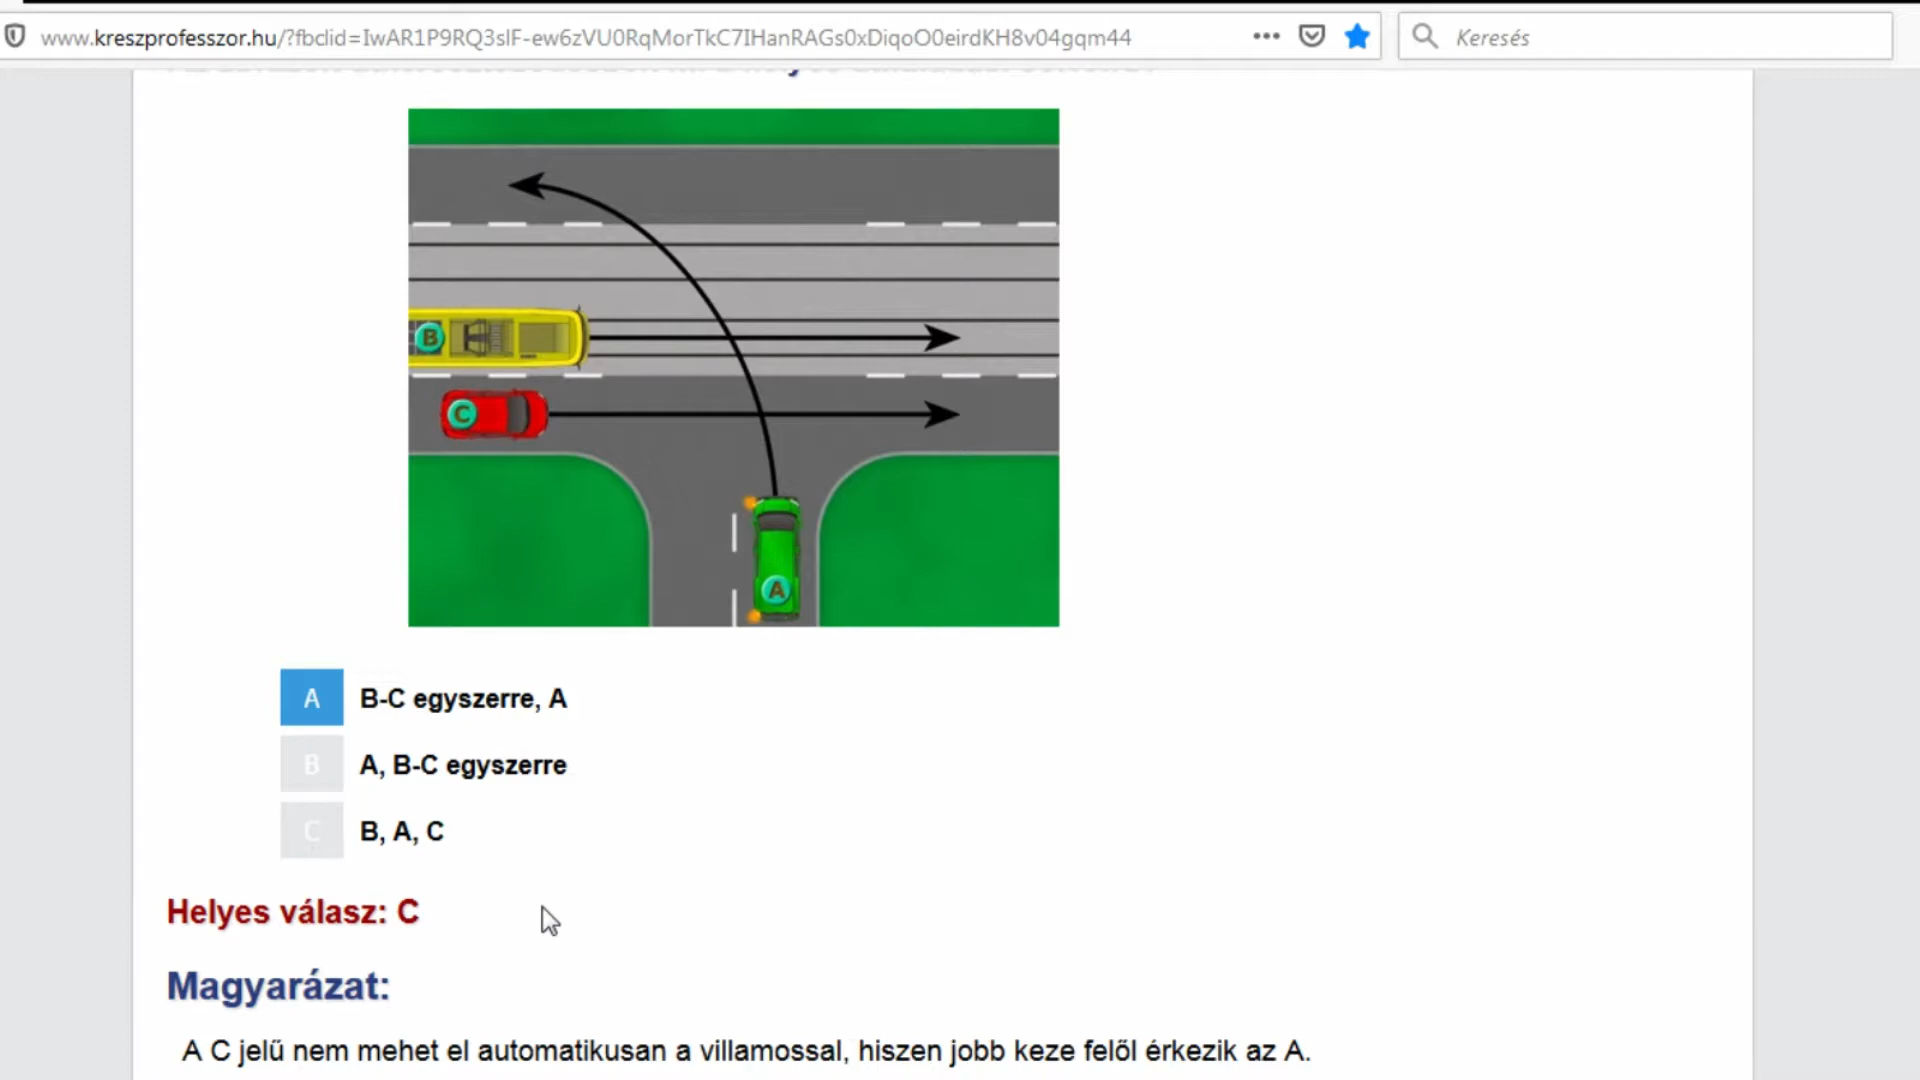 www.kreszprofesszor.hu/?fbclid=IwAR1P9RQ3slF-ew6zVU0RqMorTkC7IHanRAGs0xDiqoO0eirdKH8v04gqm44
Keresés
B
C
A
A B-C egyszerre, A
B A, B-C egyszerre
C B, A, C
Helyes válasz: C
Magyarázat:
A C jelű nem mehet el automatikusan a villamossal, hiszen jobb keze felől érkezik az A.